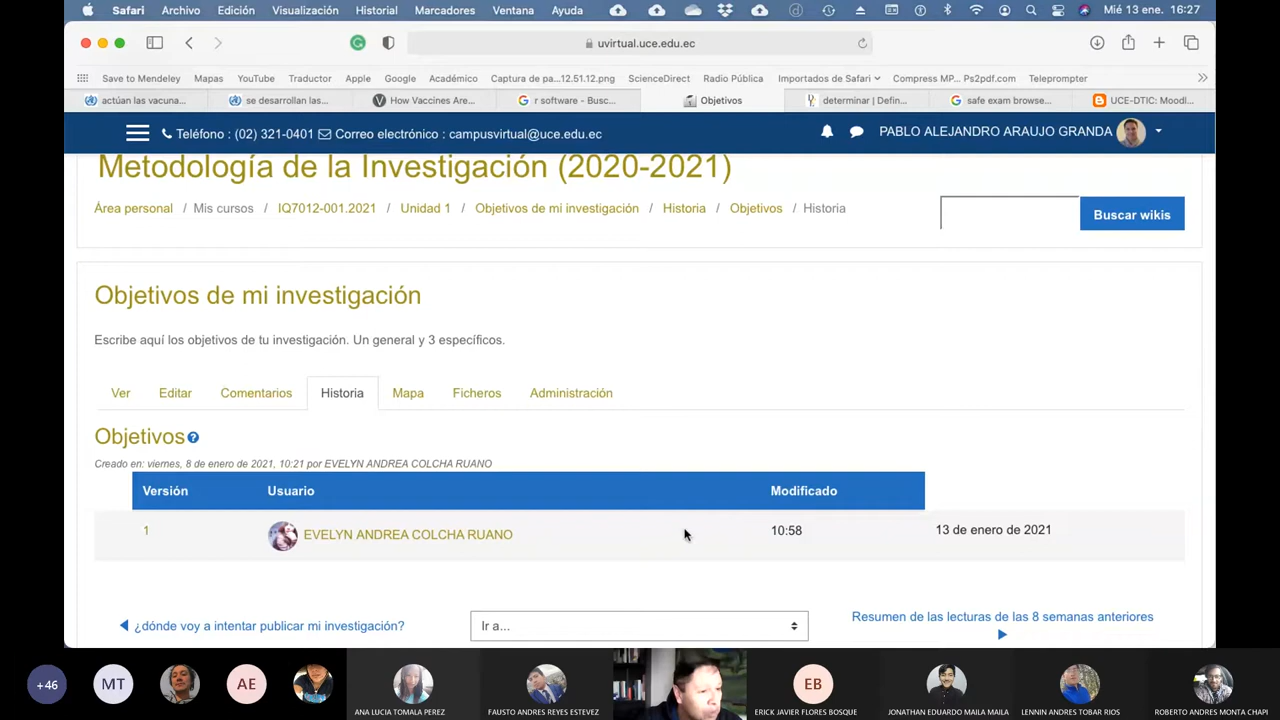 Safari Archivo Edición Visualización Historial Marcadores Ventana Ayuda Mié 13 ene. 16:27
uvirtual.uce.edu.ec
Save to Mendeley Mapas YouTube Traductor Apple Google Académico Captura de pa...12.51.12.png ScienceDirect Radio Pública Importados de Safari Compress MP... Ps2pdf.com Teleprompter
actúan las vacuna... se desarrollan las... How Vaccines Are... r software - Busc... Objetivos determinar | Defin... safe exam browse... UCE-DTIC: Moodl...
Teléfono : (02) 321-0401 Correo electrónico : campusvirtual@uce.edu.ec PABLO ALEJANDRO ARAUJO GRANDA
Metodología de la Investigación (2020-2021)
Área personal / Mis cursos / IQ7012-001.2021 / Unidad 1 / Objetivos de mi investigación / Historia / Objetivos / Historia
Buscar wikis
Objetivos de mi investigación
Escribe aquí los objetivos de tu investigación. Un general y 3 específicos.
Ver Editar Comentarios Historia Mapa Ficheros Administración
Objetivos ?
Creado en: viernes, 8 de enero de 2021, 10:21 por EVELYN ANDREA COLCHA RUANO
Versión Usuario Modificado
1 EVELYN ANDREA COLCHA RUANO 10:58 13 de enero de 2021
¿dónde voy a intentar publicar mi investigación? Ir a... Resumen de las lecturas de las 8 semanas anteriores
+46 MT AE EB
ANA LUCIA TOMALA PEREZ FAUSTO ANDRES REYES ESTEVEZ ERICK JAVIER FLORES BOSQUE JONATHAN EDUARDO MAILA MAILA LENNIN ANDRES TOBAR RIOS ROBERTO ANDRES MONTA CHAPI